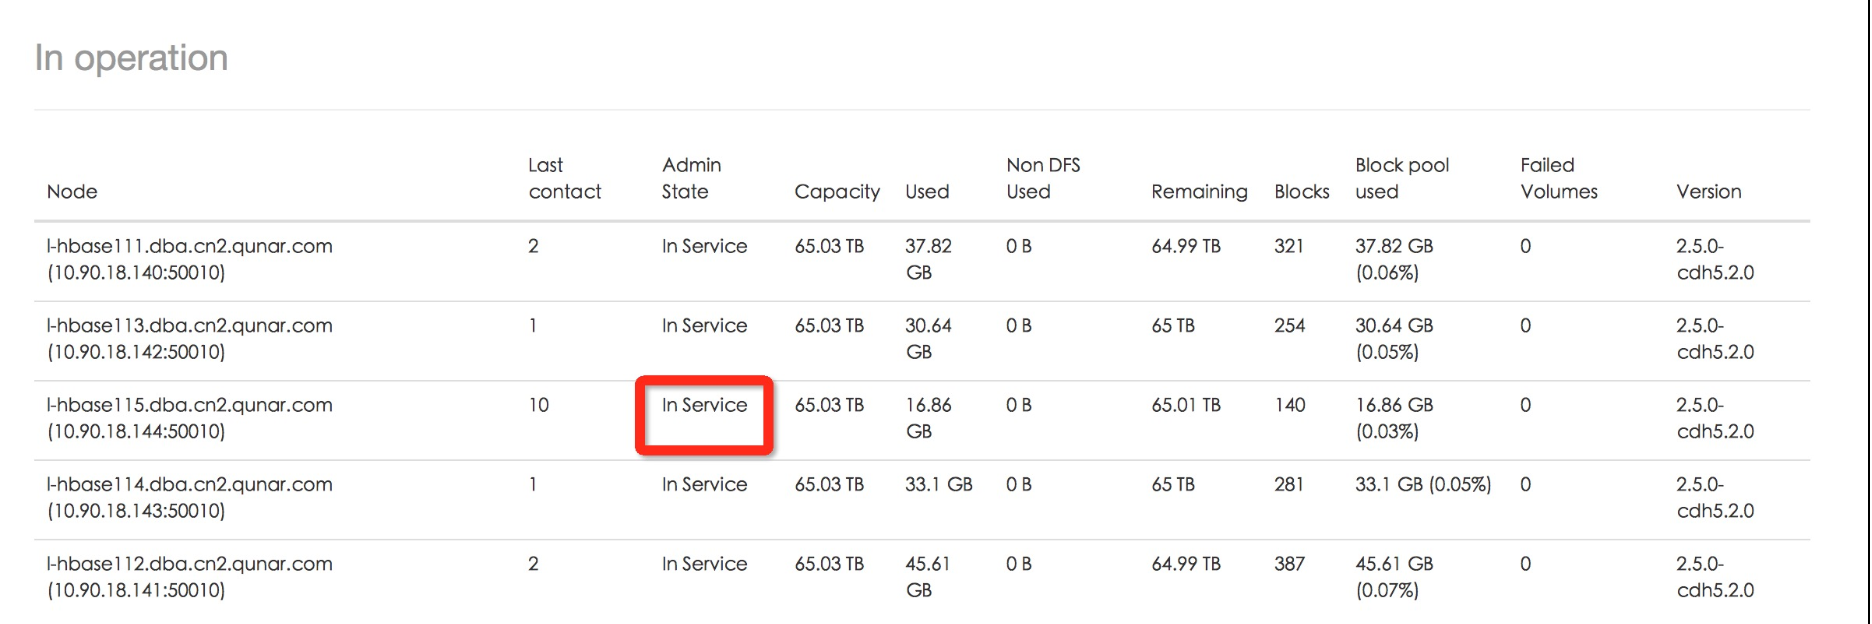 In operation
Node Last contact Admin State Capacity Used Non DFS Used Remaining Blocks Block pool used Failed Volumes Version
l-hbase111.dba.cn2.qunar.com 2 In Service 65.03 TB 37.82 0 B 64.99 TB 321 37.82 GB 0 2.5.0-
(10.90.18.140:50010) GB (0.06%) cdh5.2.0
l-hbase113.dba.cn2.qunar.com 1 In Service 65.03 TB 30.64 0 B 65 TB 254 30.64 GB 0 2.5.0-
(10.90.18.142:50010) GB (0.05%) cdh5.2.0
l-hbase115.dba.cn2.qunar.com 10 In Service 65.03 TB 16.86 0 B 65.01 TB 140 16.86 GB 0 2.5.0-
(10.90.18.144:50010) GB (0.03%) cdh5.2.0
l-hbase114.dba.cn2.qunar.com 1 In Service 65.03 TB 33.1 GB 0 B 65 TB 281 33.1 GB (0.05%) 0 2.5.0-
(10.90.18.143:50010) cdh5.2.0
l-hbase112.dba.cn2.qunar.com 2 In Service 65.03 TB 45.61 0 B 64.99 TB 387 45.61 GB 0 2.5.0-
(10.90.18.141:50010) GB (0.07%) cdh5.2.0